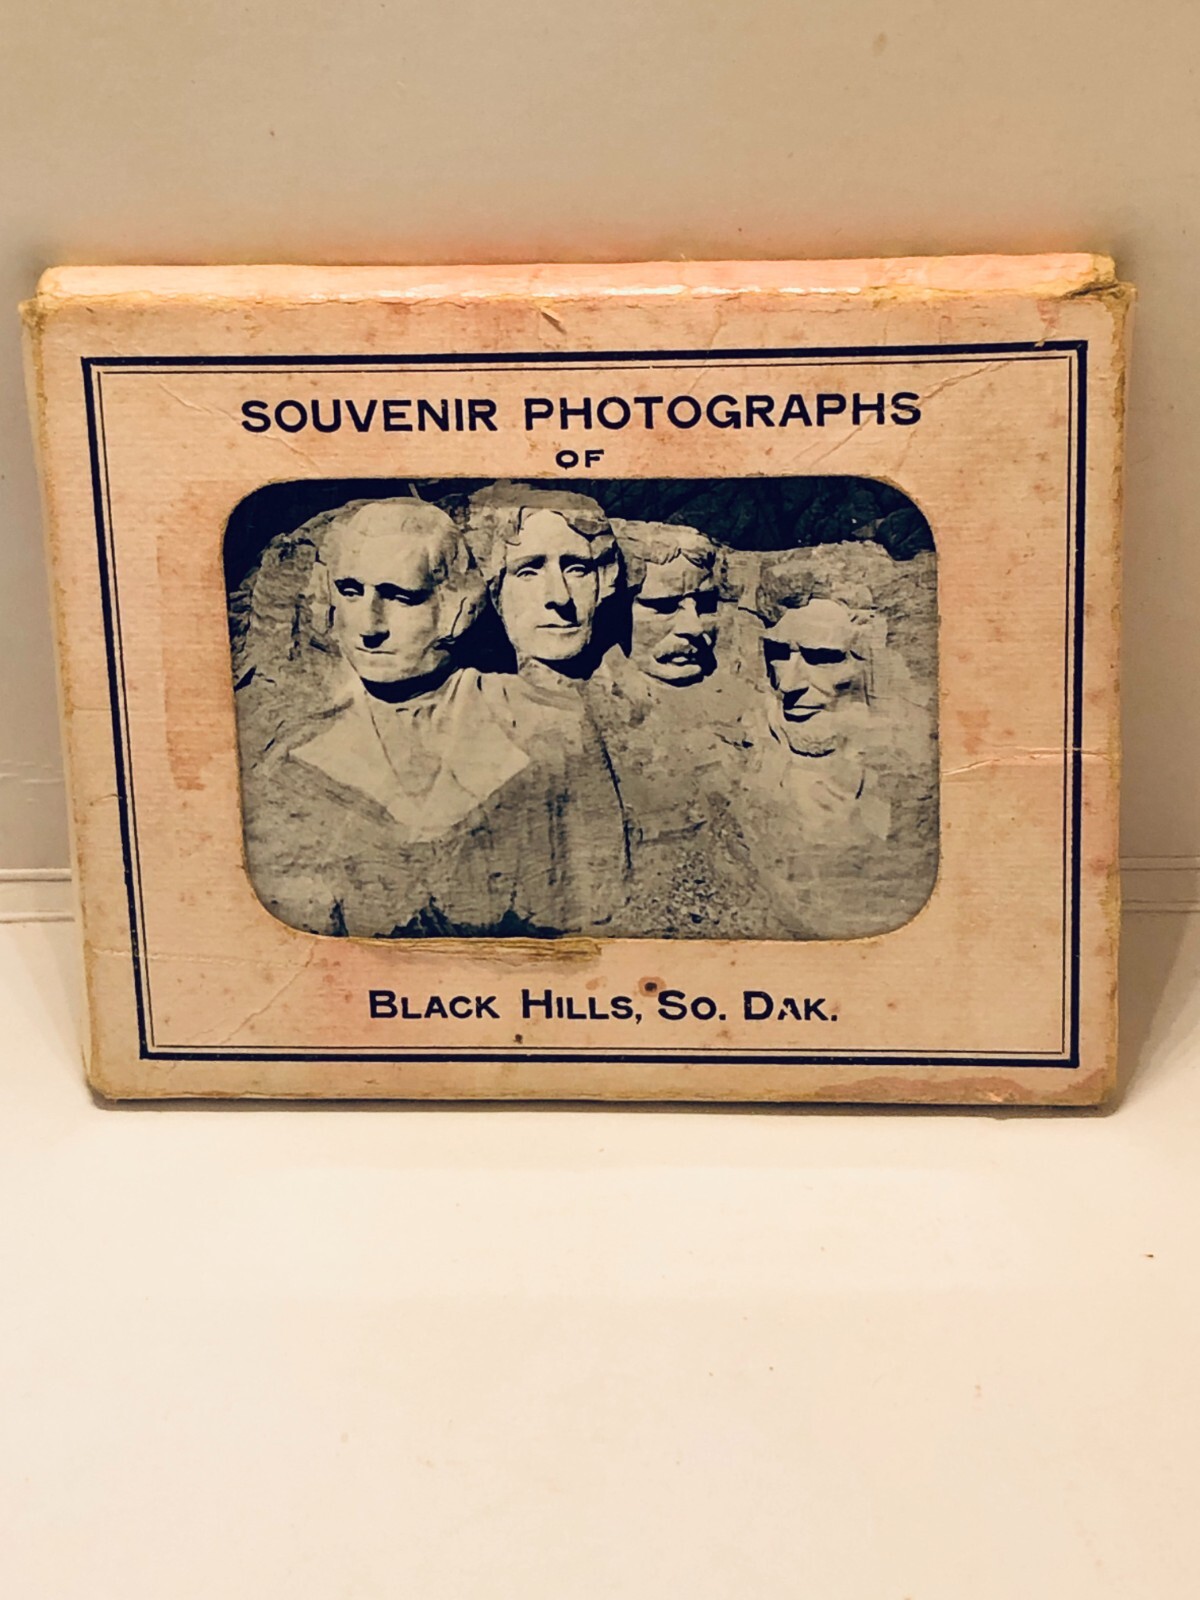 SOUVENIR PHOTOGRAPHS
OF
BLACK HILLS, SO. DAK.